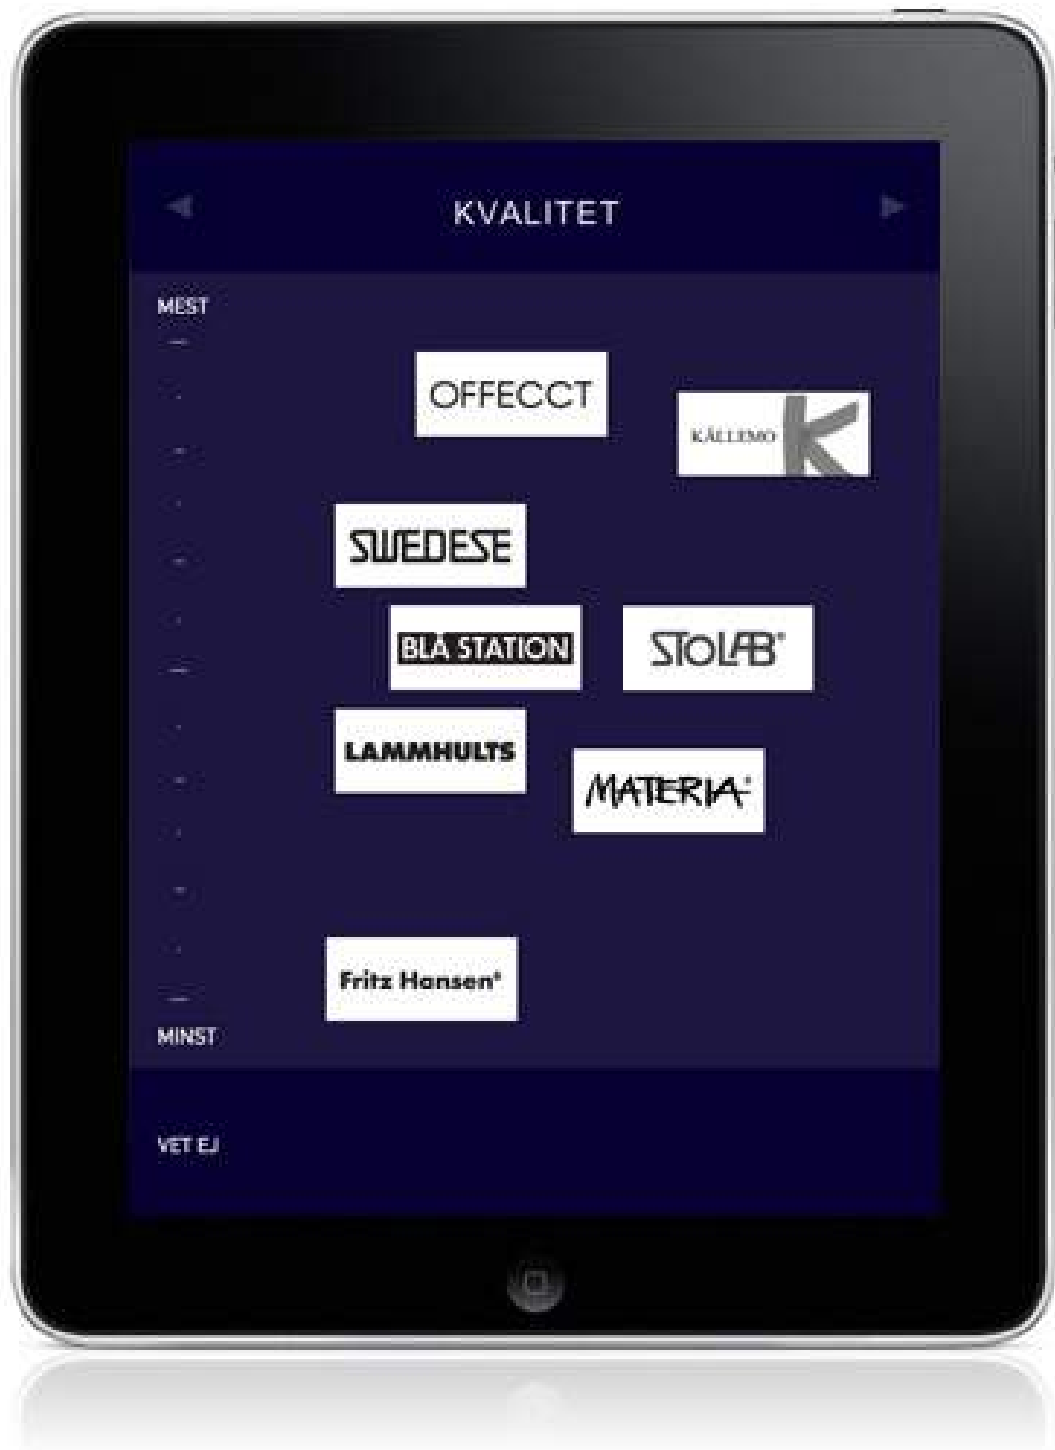 KVALITET
MEST
OFFECCT
KÄLLEMO K
SWEDESE
BLÅ STATION
STOLAB®
LAMMHULTS
MATERIA®
Fritz Hansen®
MINST
VET EJ